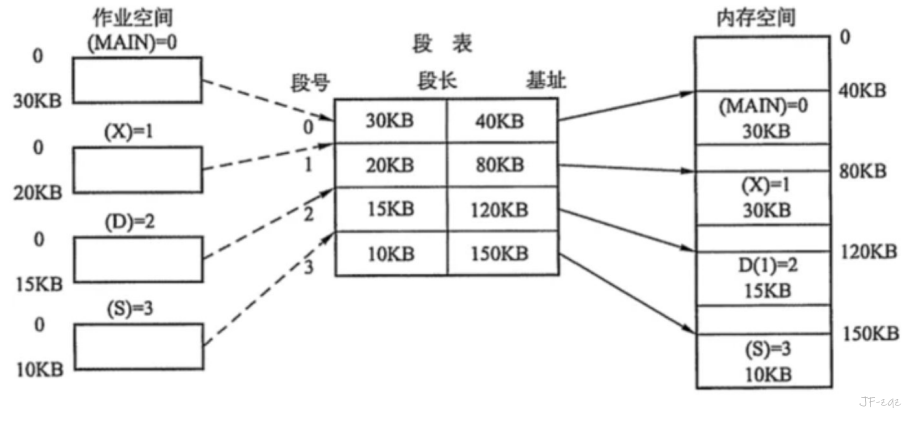 作业空间
(MAIN)=0
0
30KB
(X)=1
0
20KB
(D)=2
0
15KB
(S)=3
0
10KB
段 表
段号 段长 基址
0 30KB 40KB
1 20KB 80KB
2 15KB 120KB
3 10KB 150KB
内存空间
0
40KB
(MAIN)=0
30KB
80KB
(X)=1
30KB
120KB
D(1)=2
15KB
150KB
(S)=3
10KB
JF-eqe